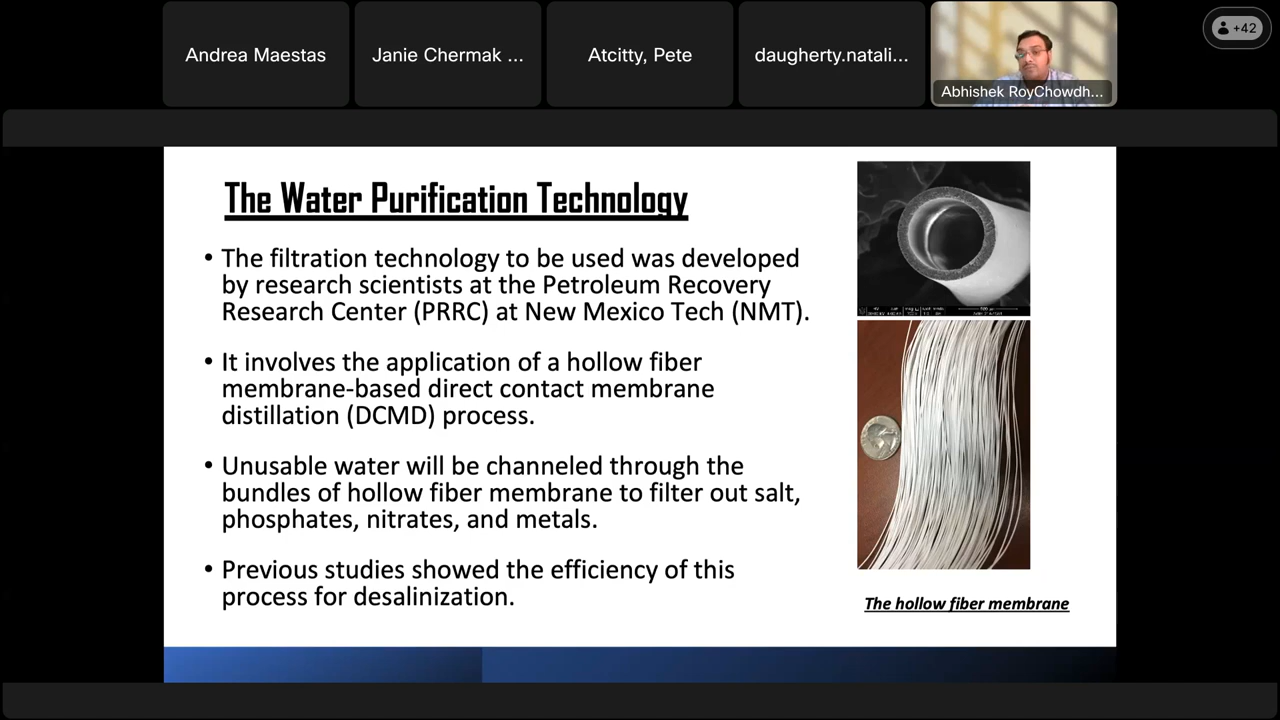 Andrea Maestas
Janie Chermak ...
Atcitty, Pete
daugherty.natali...
Abhishek RoyChowdh...
+42
The Water Purification Technology
• The filtration technology to be used was developed
by research scientists at the Petroleum Recovery
Research Center (PRRC) at New Mexico Tech (NMT).
• It involves the application of a hollow fiber
membrane-based direct contact membrane
distillation (DCMD) process.
• Unusable water will be channeled through the
bundles of hollow fiber membrane to filter out salt,
phosphates, nitrates, and metals.
• Previous studies showed the efficiency of this
process for desalinization.
The hollow fiber membrane